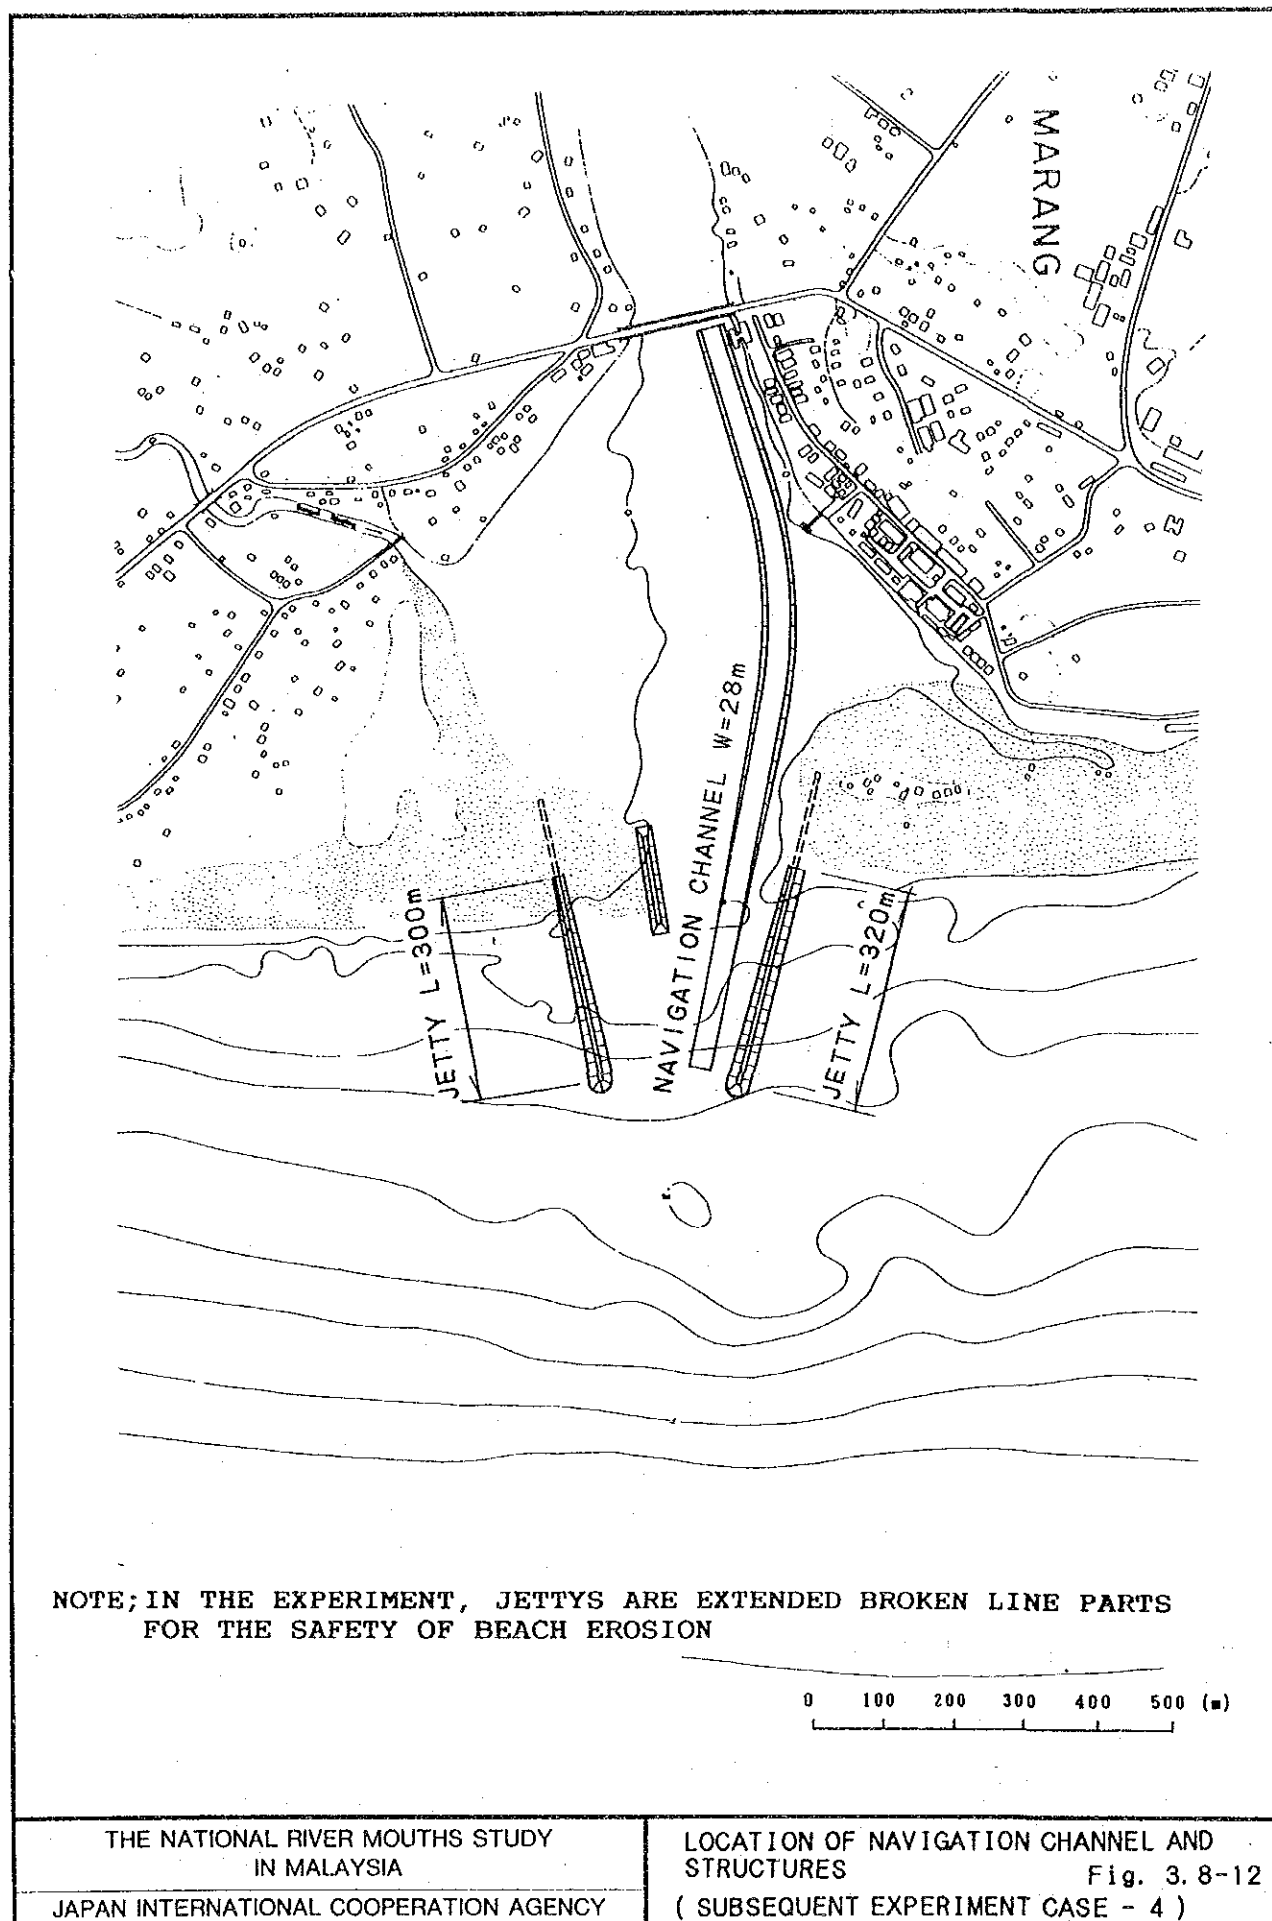 MARANG
NAVIGATION CHANNEL W=28m
JETTY L=300m
JETTY L=320m
NOTE; IN THE EXPERIMENT, JETTYS ARE EXTENDED BROKEN LINE PARTS
FOR THE SAFETY OF BEACH EROSION
0 100 200 300 400 500 (m)
THE NATIONAL RIVER MOUTHS STUDY
IN MALAYSIA
JAPAN INTERNATIONAL COOPERATION AGENCY
LOCATION OF NAVIGATION CHANNEL AND
STRUCTURES Fig. 3.8-12
( SUBSEQUENT EXPERIMENT CASE - 4 )